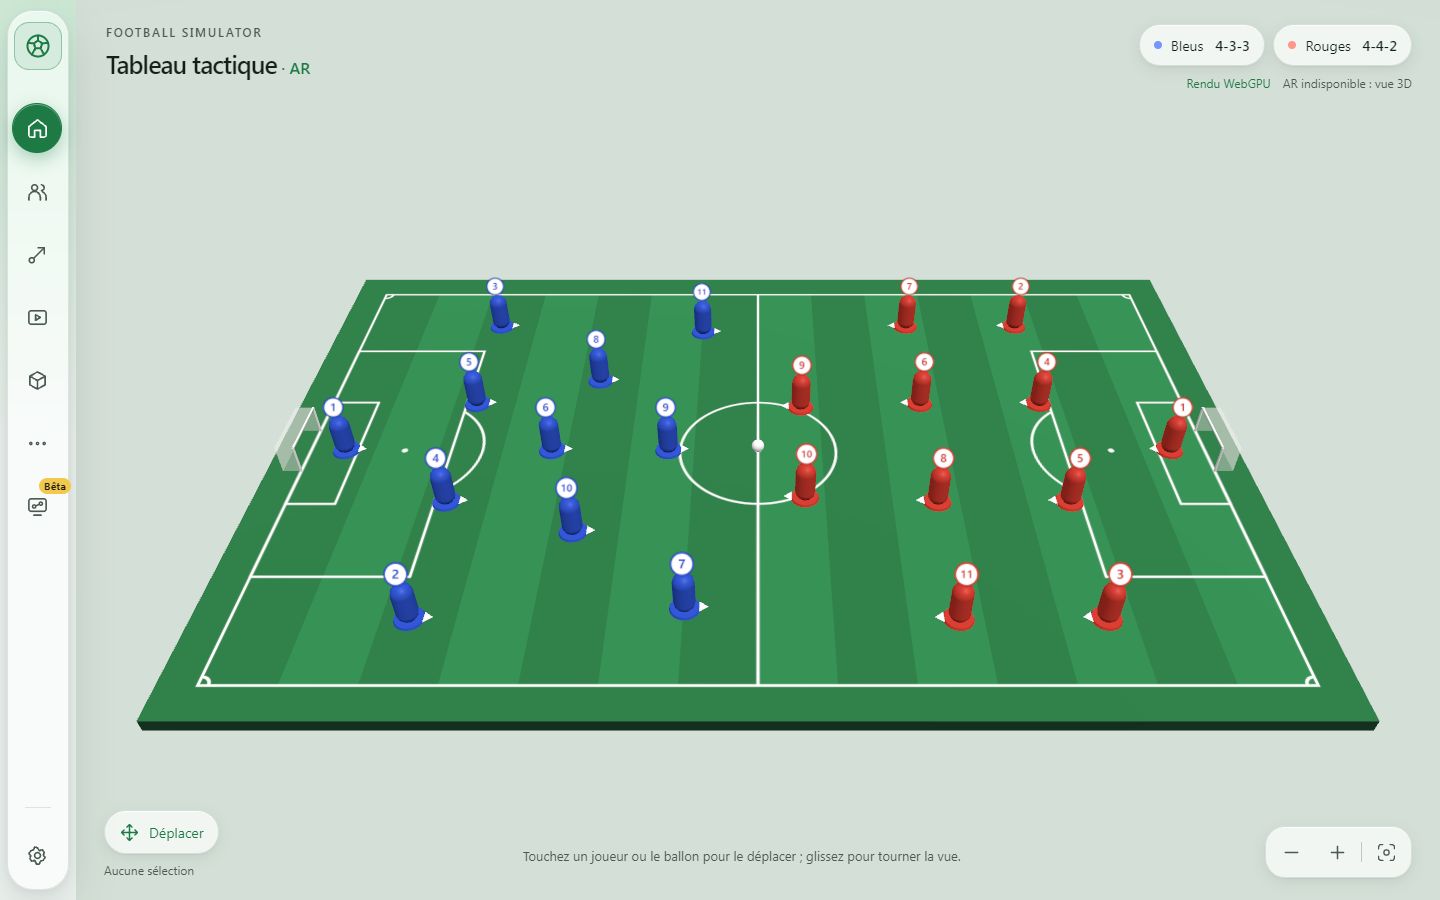 FOOTBALL SIMULATOR
Tableau tactique · AR
Bleus 4-3-3
Rouges 4-4-2
Rendu WebGPU AR indisponible : vue 3D
Bêta
3
11
7
2
8
5
9
6
4
1
6
9
1
4
10
8
5
10
2
7
11
3
Déplacer
Aucune sélection
Touchez un joueur ou le ballon pour le déplacer ; glissez pour tourner la vue.